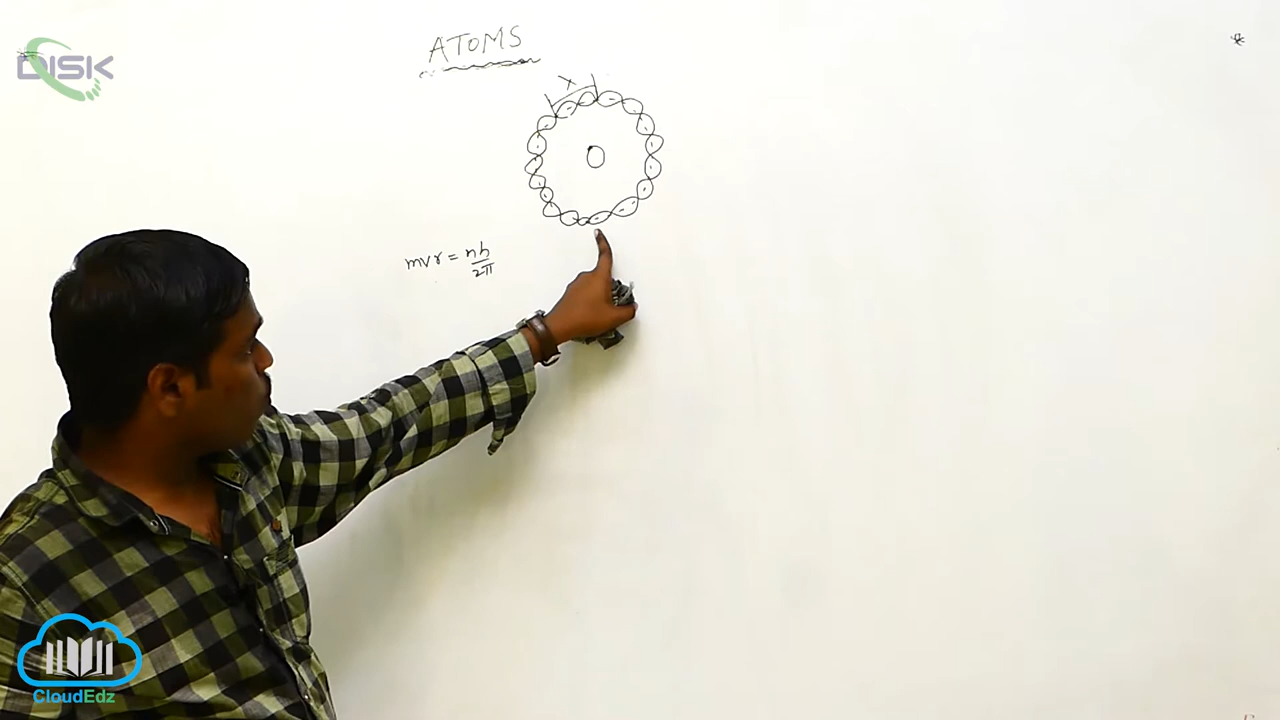 ATOMS
DISK
λ
mvr = nh/2π
CloudEdz